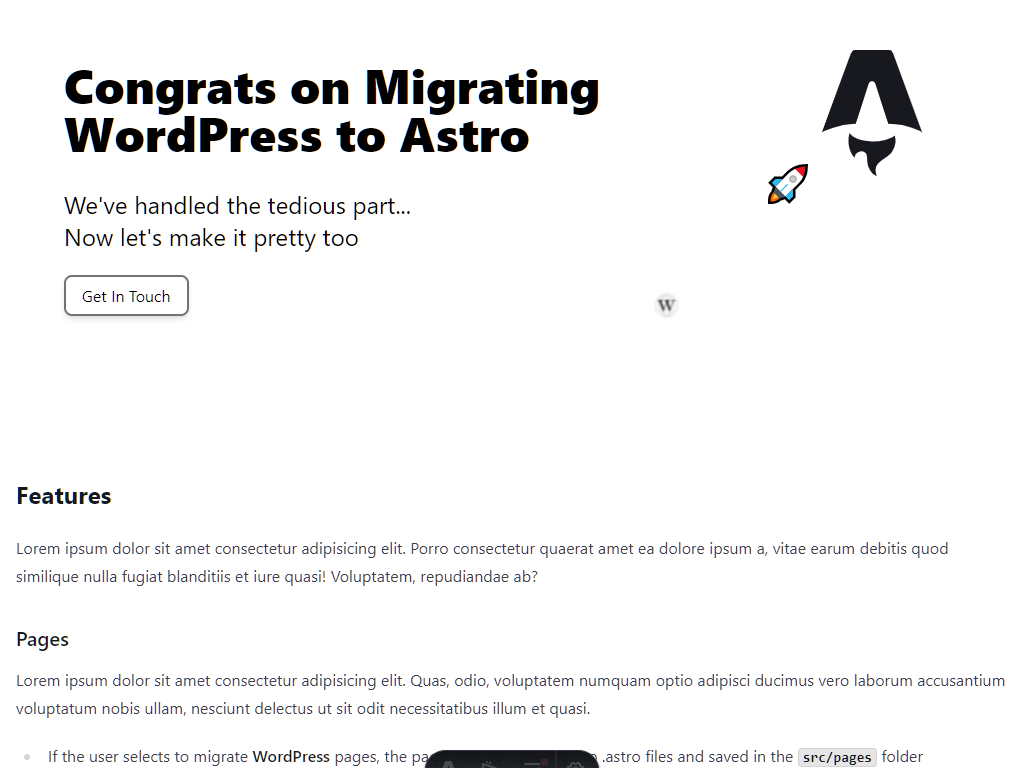 Congrats on Migrating
WordPress to Astro
We've handled the tedious part...
Now let's make it pretty too
Get In Touch
W
Features
Lorem ipsum dolor sit amet consectetur adipisicing elit. Porro consectetur quaerat amet ea dolore ipsum a, vitae earum debitis quod
similique nulla fugiat blanditiis et iure quasi! Voluptatem, repudiandae ab?
Pages
Lorem ipsum dolor sit amet consectetur adipisicing elit. Quas, odio, voluptatem numquam optio adipisci ducimus vero laborum accusantium
voluptatum nobis ullam, nesciunt delectus ut sit odit necessitatibus illum et quasi.
If the user selects to migrate WordPress pages, the .astro files and saved in the src/pages folder